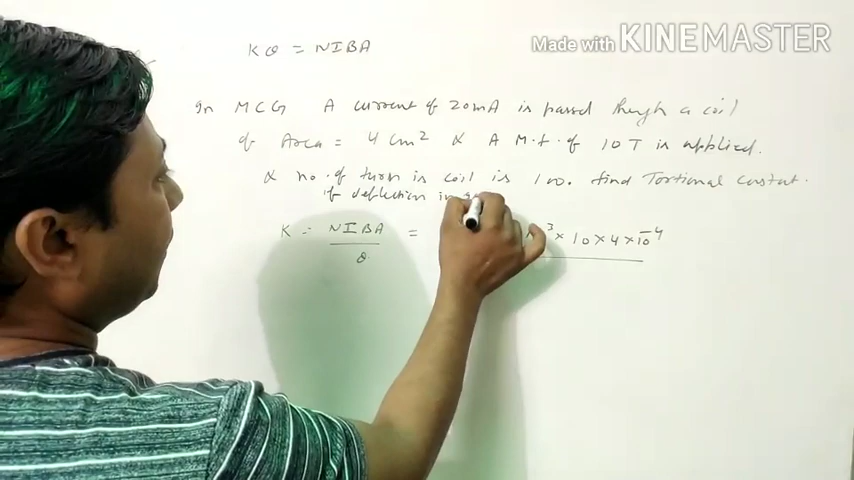 Made with KINEMASTER
Kθ = NIBA
In MCG A current of 20mA is passed through a coil
of Area = 4 cm² & A M.f. of 10T is applied.
& no. of turn is coil is 100. find Tortional constant.
if deflection in
K = NIBA / θ = ³ × 10 × 4 × 10⁻⁴